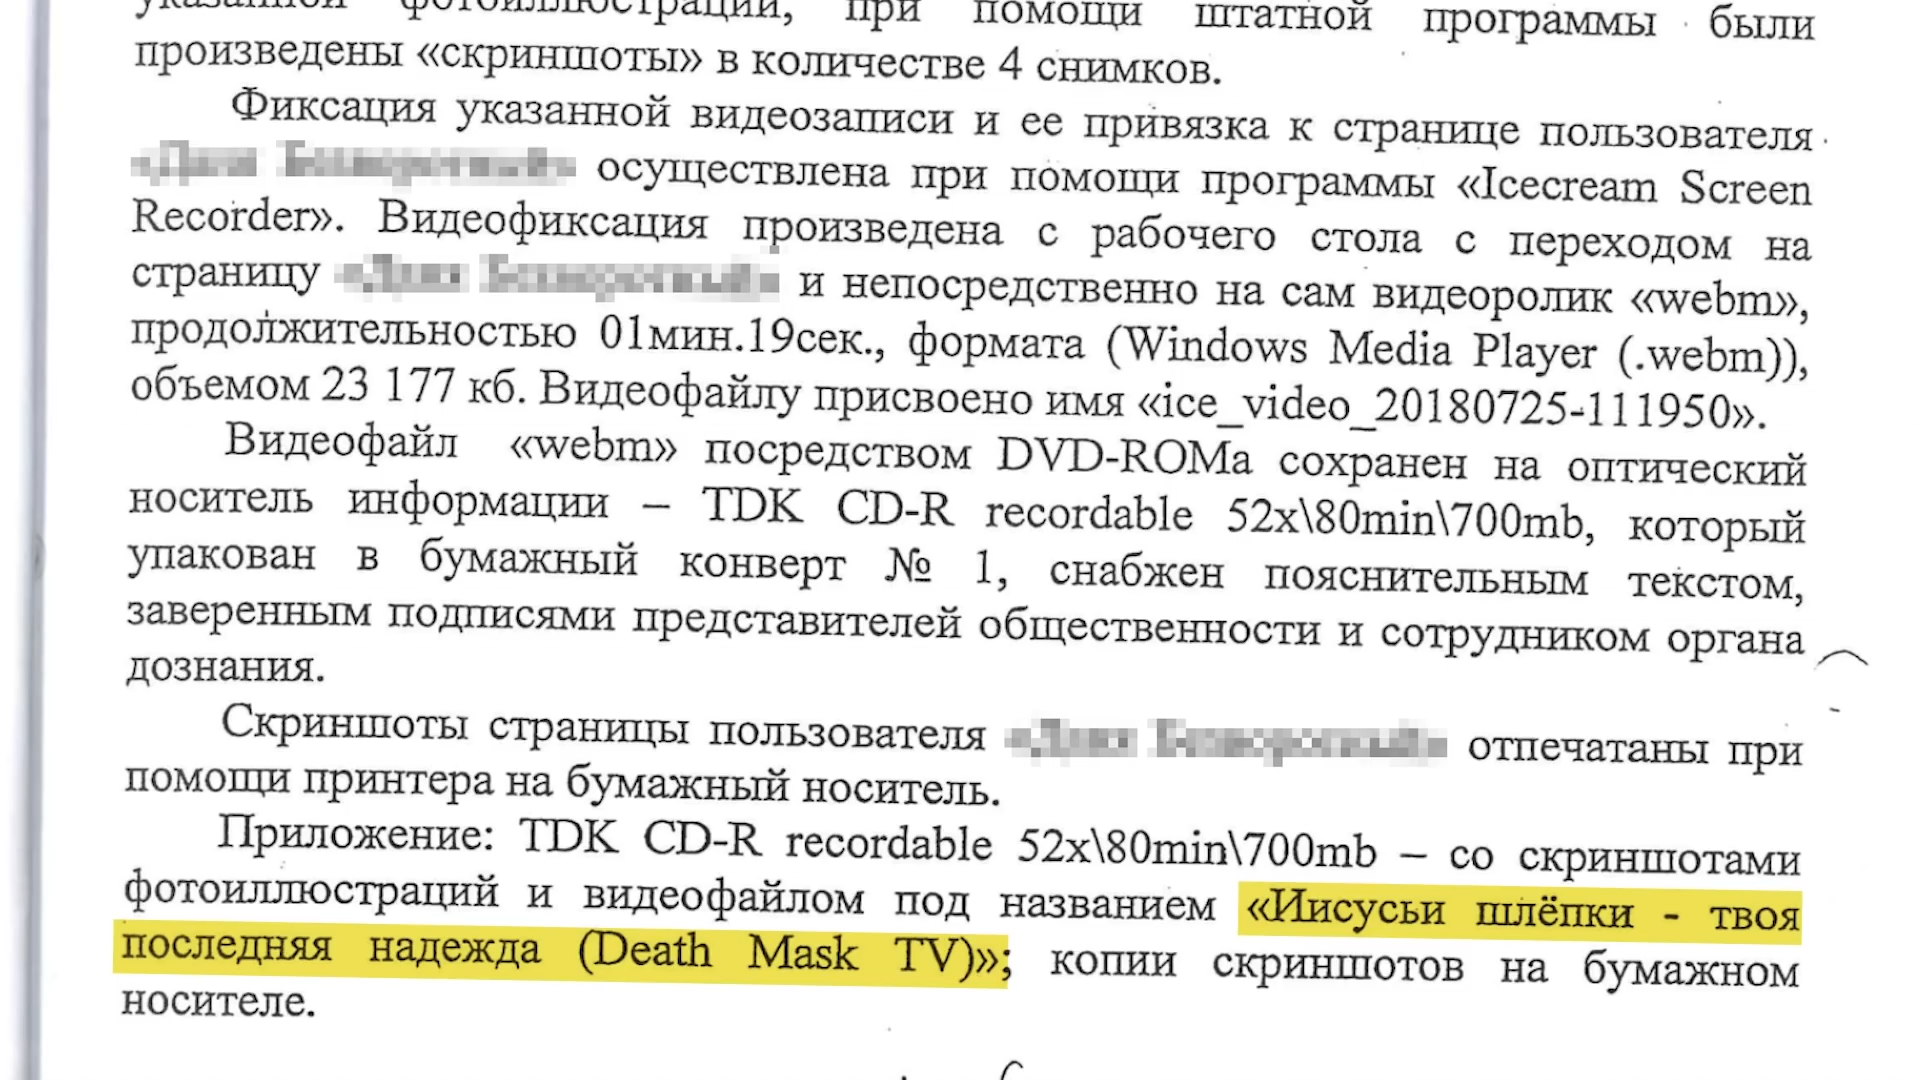 указанной фотоиллюстрации, при помощи штатной программы были
произведены «скриншоты» в количестве 4 снимков.
Фиксация указанной видеозаписи и ее привязка к странице пользователя
осуществлена при помощи программы «Icecream Screen
Recorder». Видеофиксация произведена с рабочего стола с переходом на
страницу и непосредственно на сам видеоролик «webm»,
продолжительностью 01мин.19сек., формата (Windows Media Player (.webm)),
объемом 23 177 кб. Видеофайлу присвоено имя «ice_video_20180725-111950».
Видеофайл «webm» посредством DVD-ROMа сохранен на оптический
носитель информации – TDK CD-R recordable 52x\80min\700mb, который
упакован в бумажный конверт № 1, снабжен пояснительным текстом,
заверенным подписями представителей общественности и сотрудником органа
дознания.
Скриншоты страницы пользователя отпечатаны при
помощи принтера на бумажный носитель.
Приложение: TDK CD-R recordable 52x\80min\700mb – со скриншотами
фотоиллюстраций и видеофайлом под названием «Иисусьи шлёпки - твоя
последняя надежда (Death Mask TV)»; копии скриншотов на бумажном
носителе.